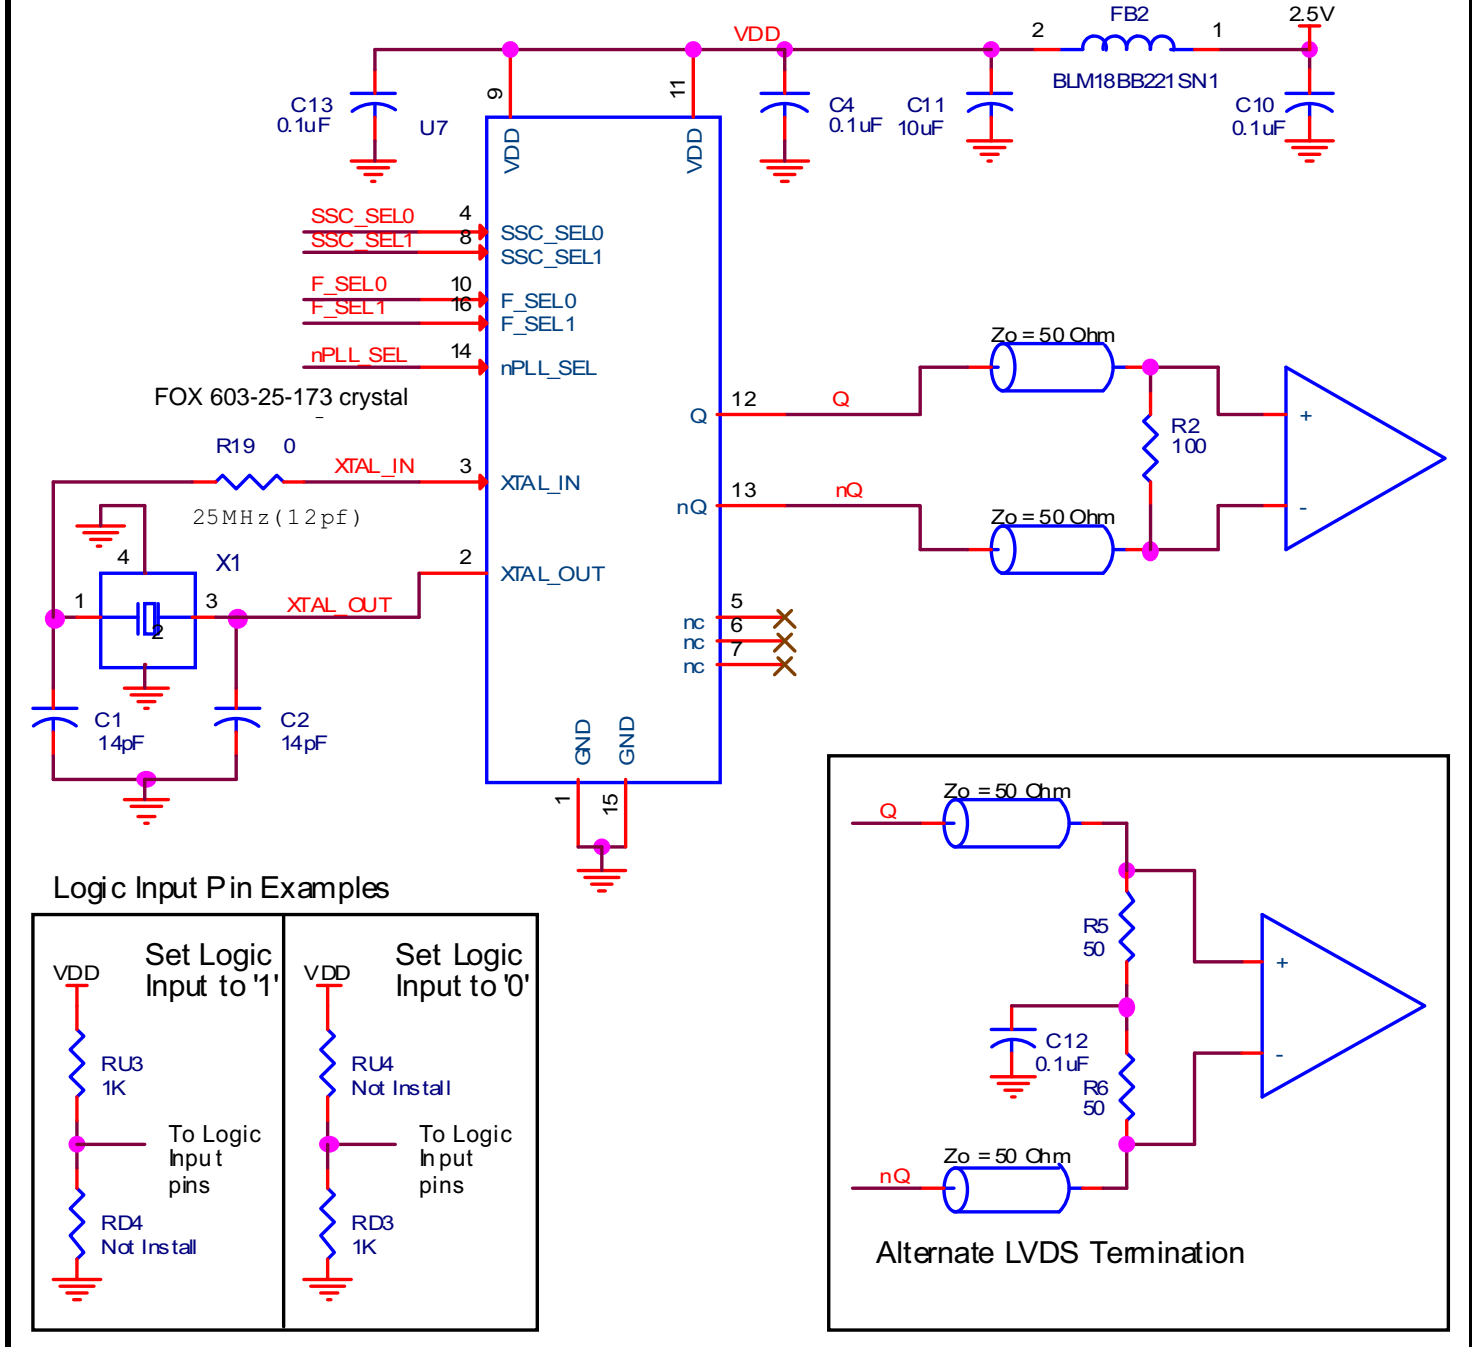 FB2
2.5V
VDD
2
1
BLM18BB221SN1
C13
0.1uF
U7
9
11
C4
0.1uF
C11
10uF
C10
0.1uF
VDD
VDD
SSC_SEL0
4
SSC_SEL0
SSC_SEL1
8
SSC_SEL1
F_SEL0
10
F_SEL0
F_SEL1
16
F_SEL1
nPLL_SEL
14
nPLL_SEL
Zo = 50 Ohm
FOX 603-25-173 crystal
Q
12
Q
+
R2
100
R19
0
XTAL_IN
3
XTAL_IN
nQ
13
nQ
-
25MHz(12pf)
Zo = 50 Ohm
4
X1
2
XTAL_OUT
1
3
XTAL_OUT
2
nc
5
nc
6
nc
7
C1
14pF
C2
14pF
GND
GND
1
15
Zo = 50 Ohm
Q
Logic Input Pin Examples
R5
50
+
Set Logic
Input to '1'
VDD
Set Logic
Input to '0'
VDD
C12
0.1uF
-
RU3
1K
RU4
Not Install
R6
50
To Logic
Input
pins
To Logic
Input
pins
Zo = 50 Ohm
nQ
RD4
Not Install
RD3
1K
Alternate LVDS Termination